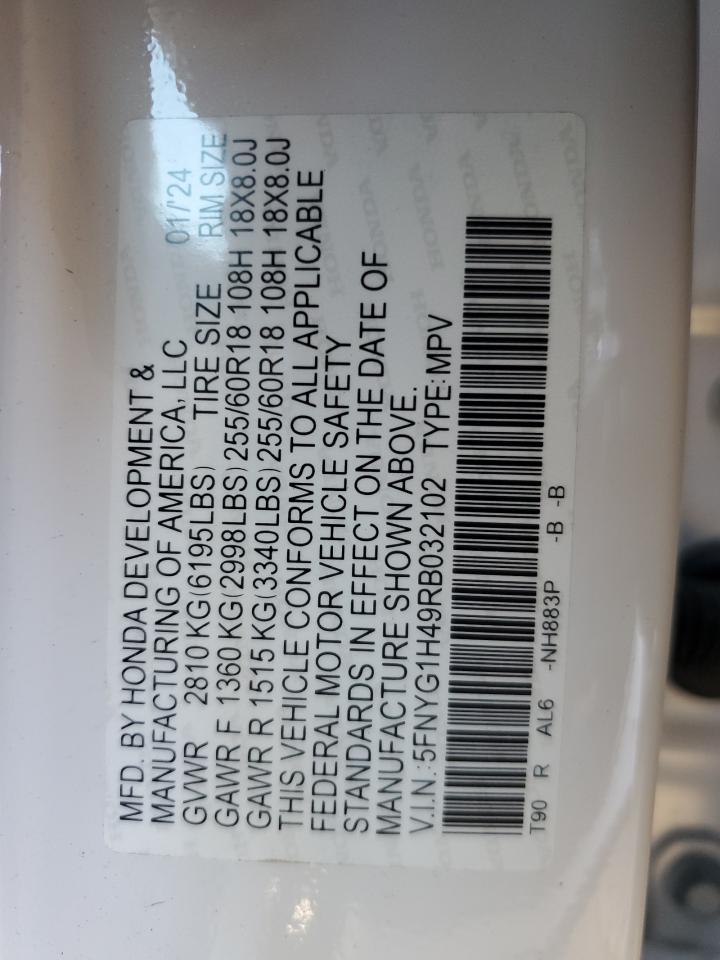 MFD. BY HONDA DEVELOPMENT &
MANUFACTURING OF AMERICA, LLC 01/'24
GVWR 2810 KG(6195LBS) TIRE SIZE RIM SIZE
GAWR F 1360 KG(2998LBS) 255/60R18 108H 18X8.0J
GAWR R 1515 KG(3340LBS) 255/60R18 108H 18X8.0J
THIS VEHICLE CONFORMS TO ALL APPLICABLE
FEDERAL MOTOR VEHICLE SAFETY
STANDARDS IN EFFECT ON THE DATE OF
MANUFACTURE SHOWN ABOVE.
V.I.N.:5FNYG1H49RB032102 TYPE:MPV
T90 R AL6 -NH883P -B -B